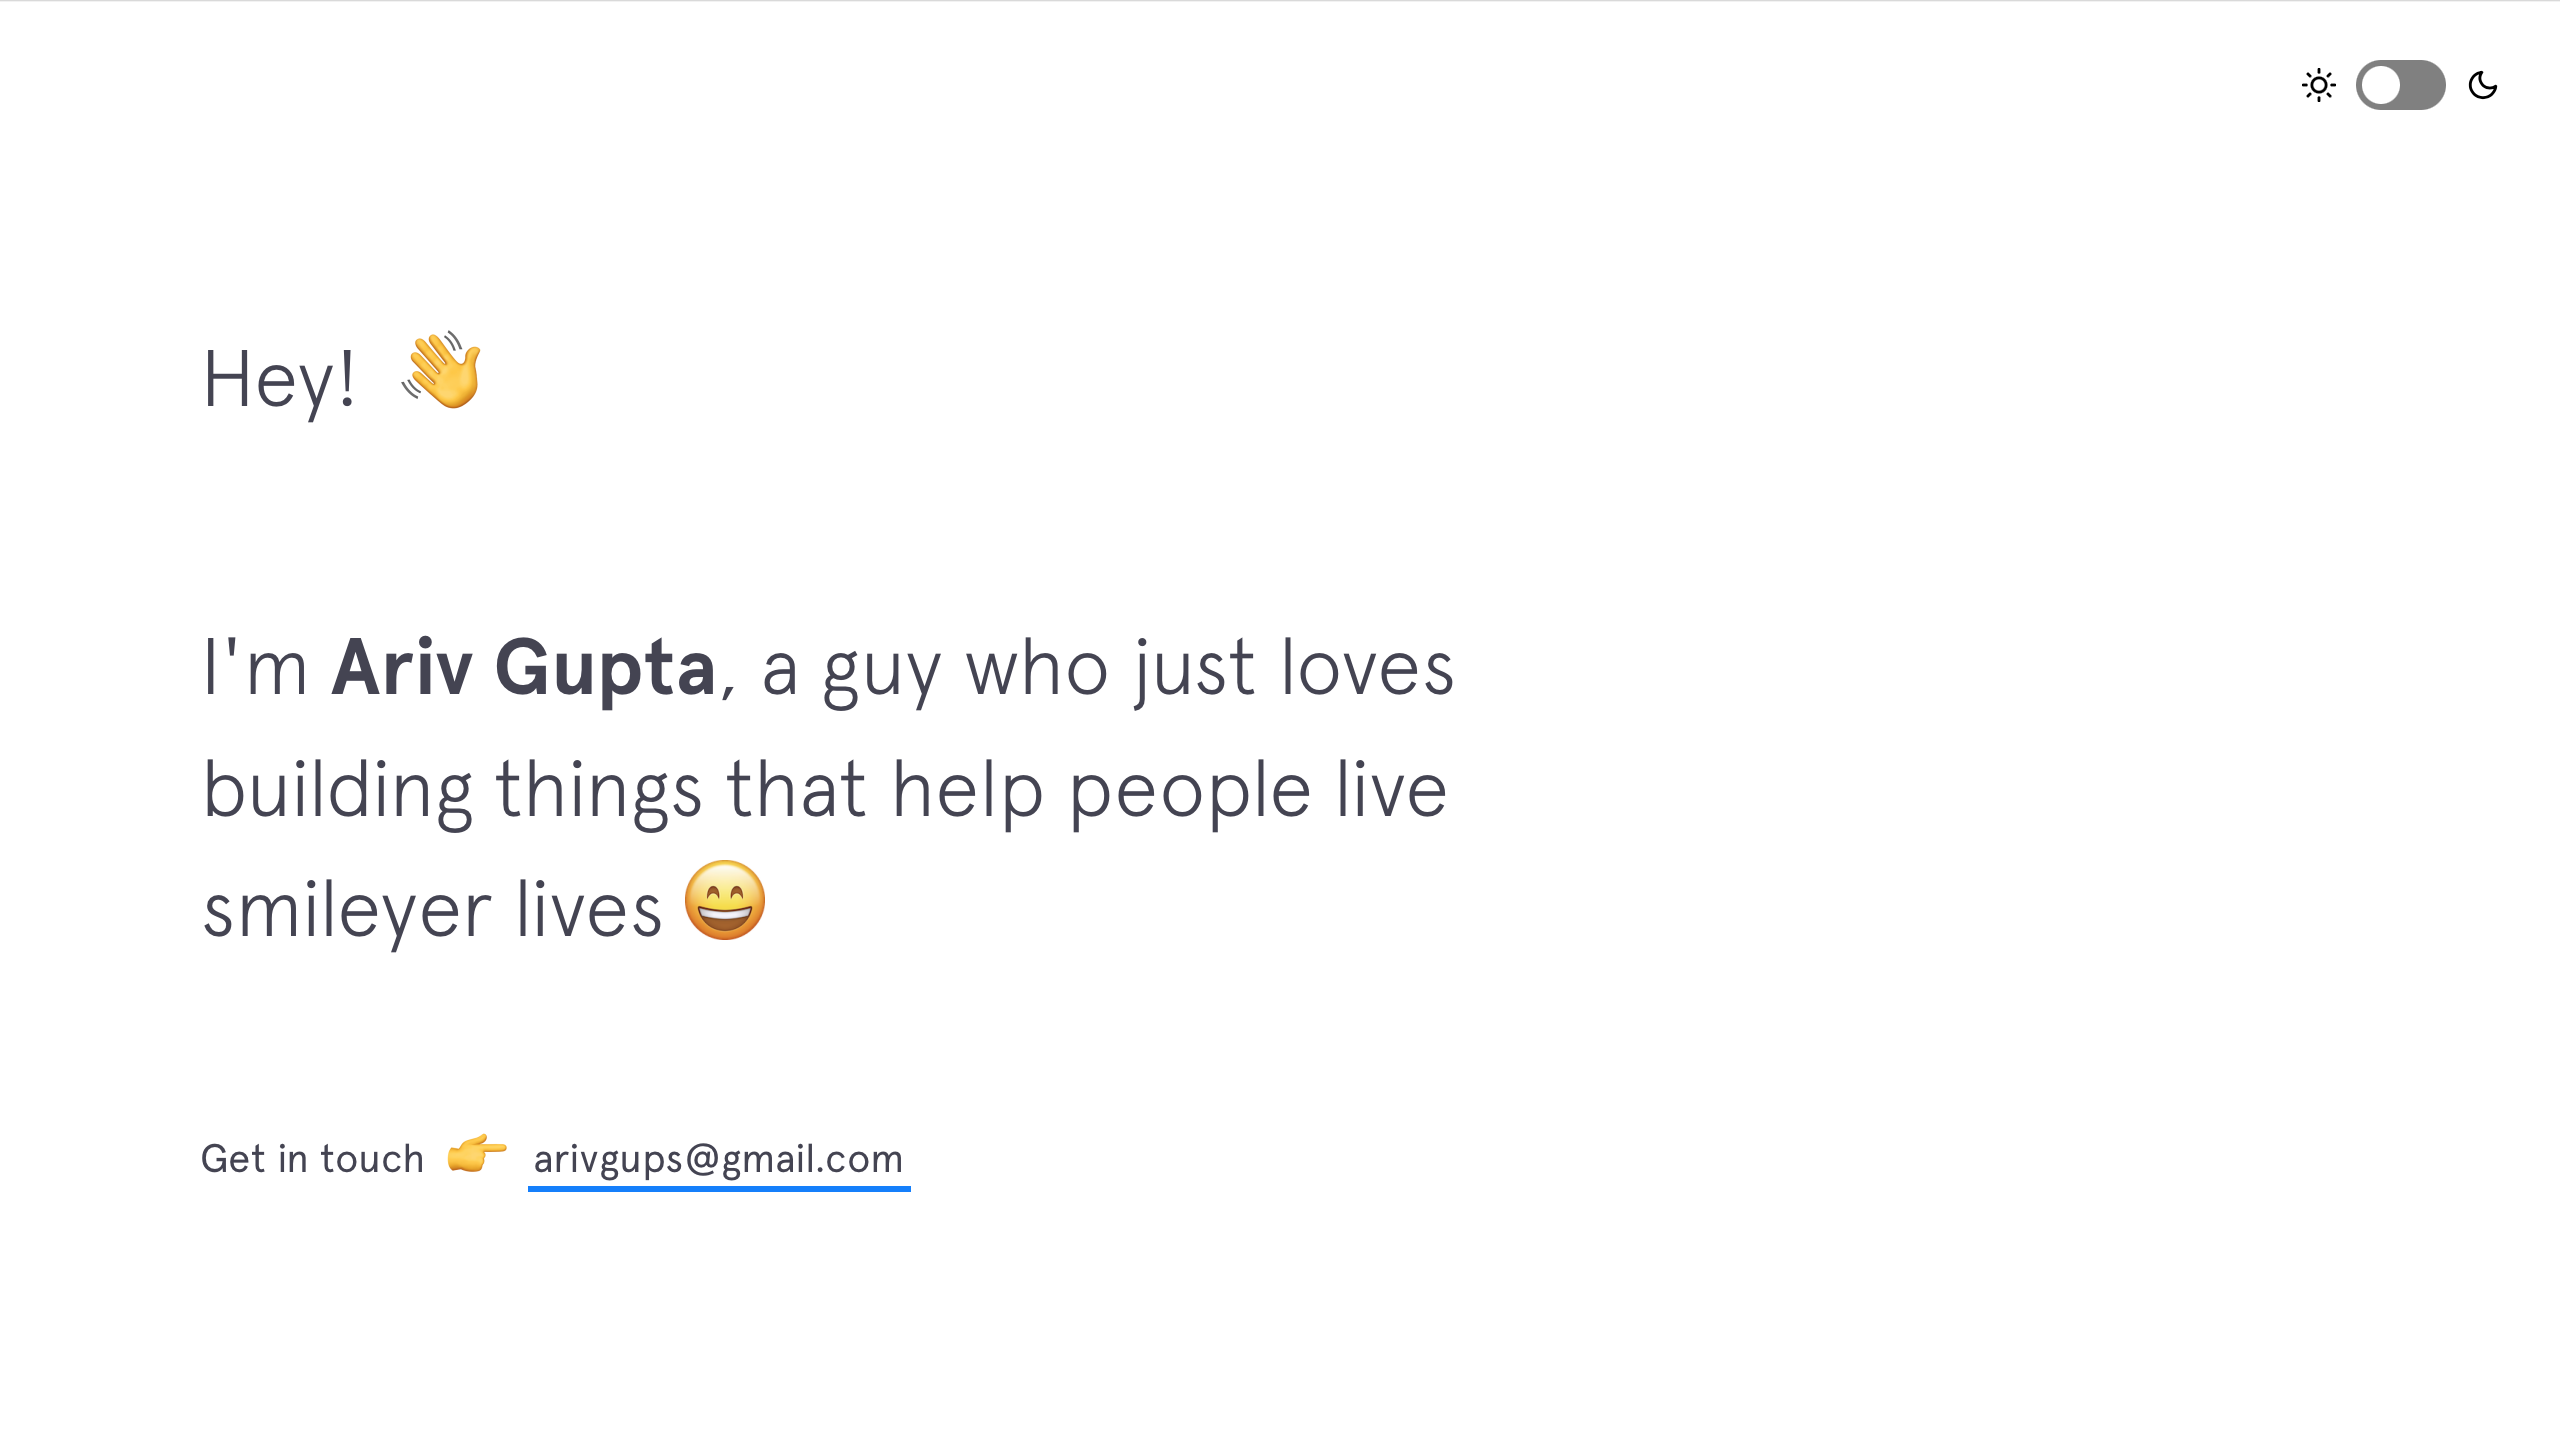 Hey! 👋
I'm Ariv Gupta, a guy who just loves
building things that help people live
smileyer lives 😄
Get in touch 👉 arivgups@gmail.com